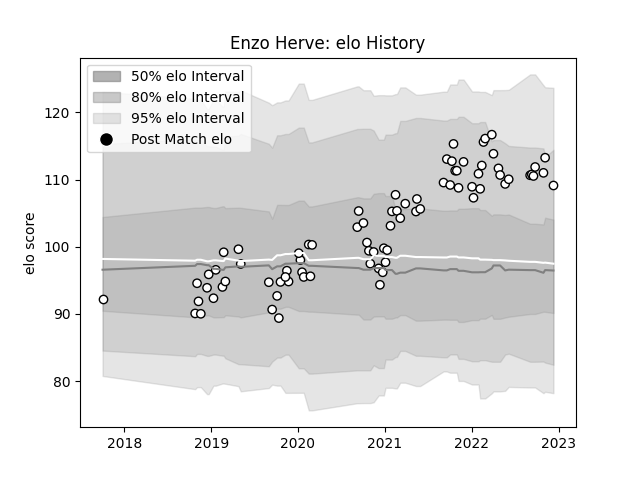 Enzo Herve: elo History
50% elo Interval
80% elo Interval
95% elo Interval
Post Match elo
elo score
120
110
100
90
80
2018 2019 2020 2021 2022 2023